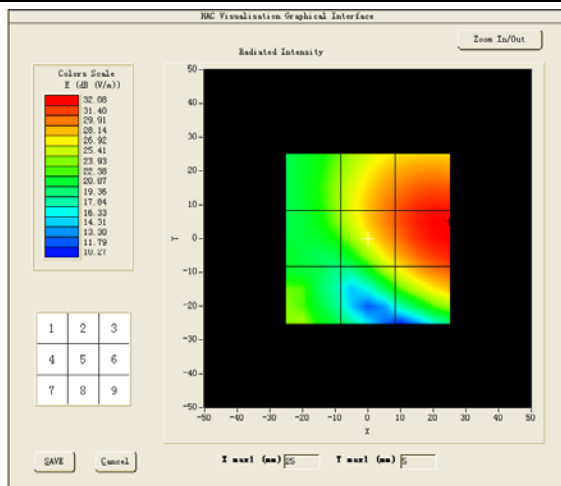 HAC Visualisation Graphical Interface
Zoom In/Out
Radiated Intensity
Colors Scale
E (dB (V/m))
32.08
31.40
29.91
28.14
26.92
25.41
23.93
22.38
20.87
19.36
17.84
16.33
14.31
13.30
11.79
10.27
50
40
30
20
10
0
-10
-20
-30
-40
-50
Y
-50 -40 -30 -20 -10 0 10 20 30 40 50
X
1 2 3
4 5 6
7 8 9
SAVE Cancel
X max1 (mm) 25 Y max1 (mm) 5